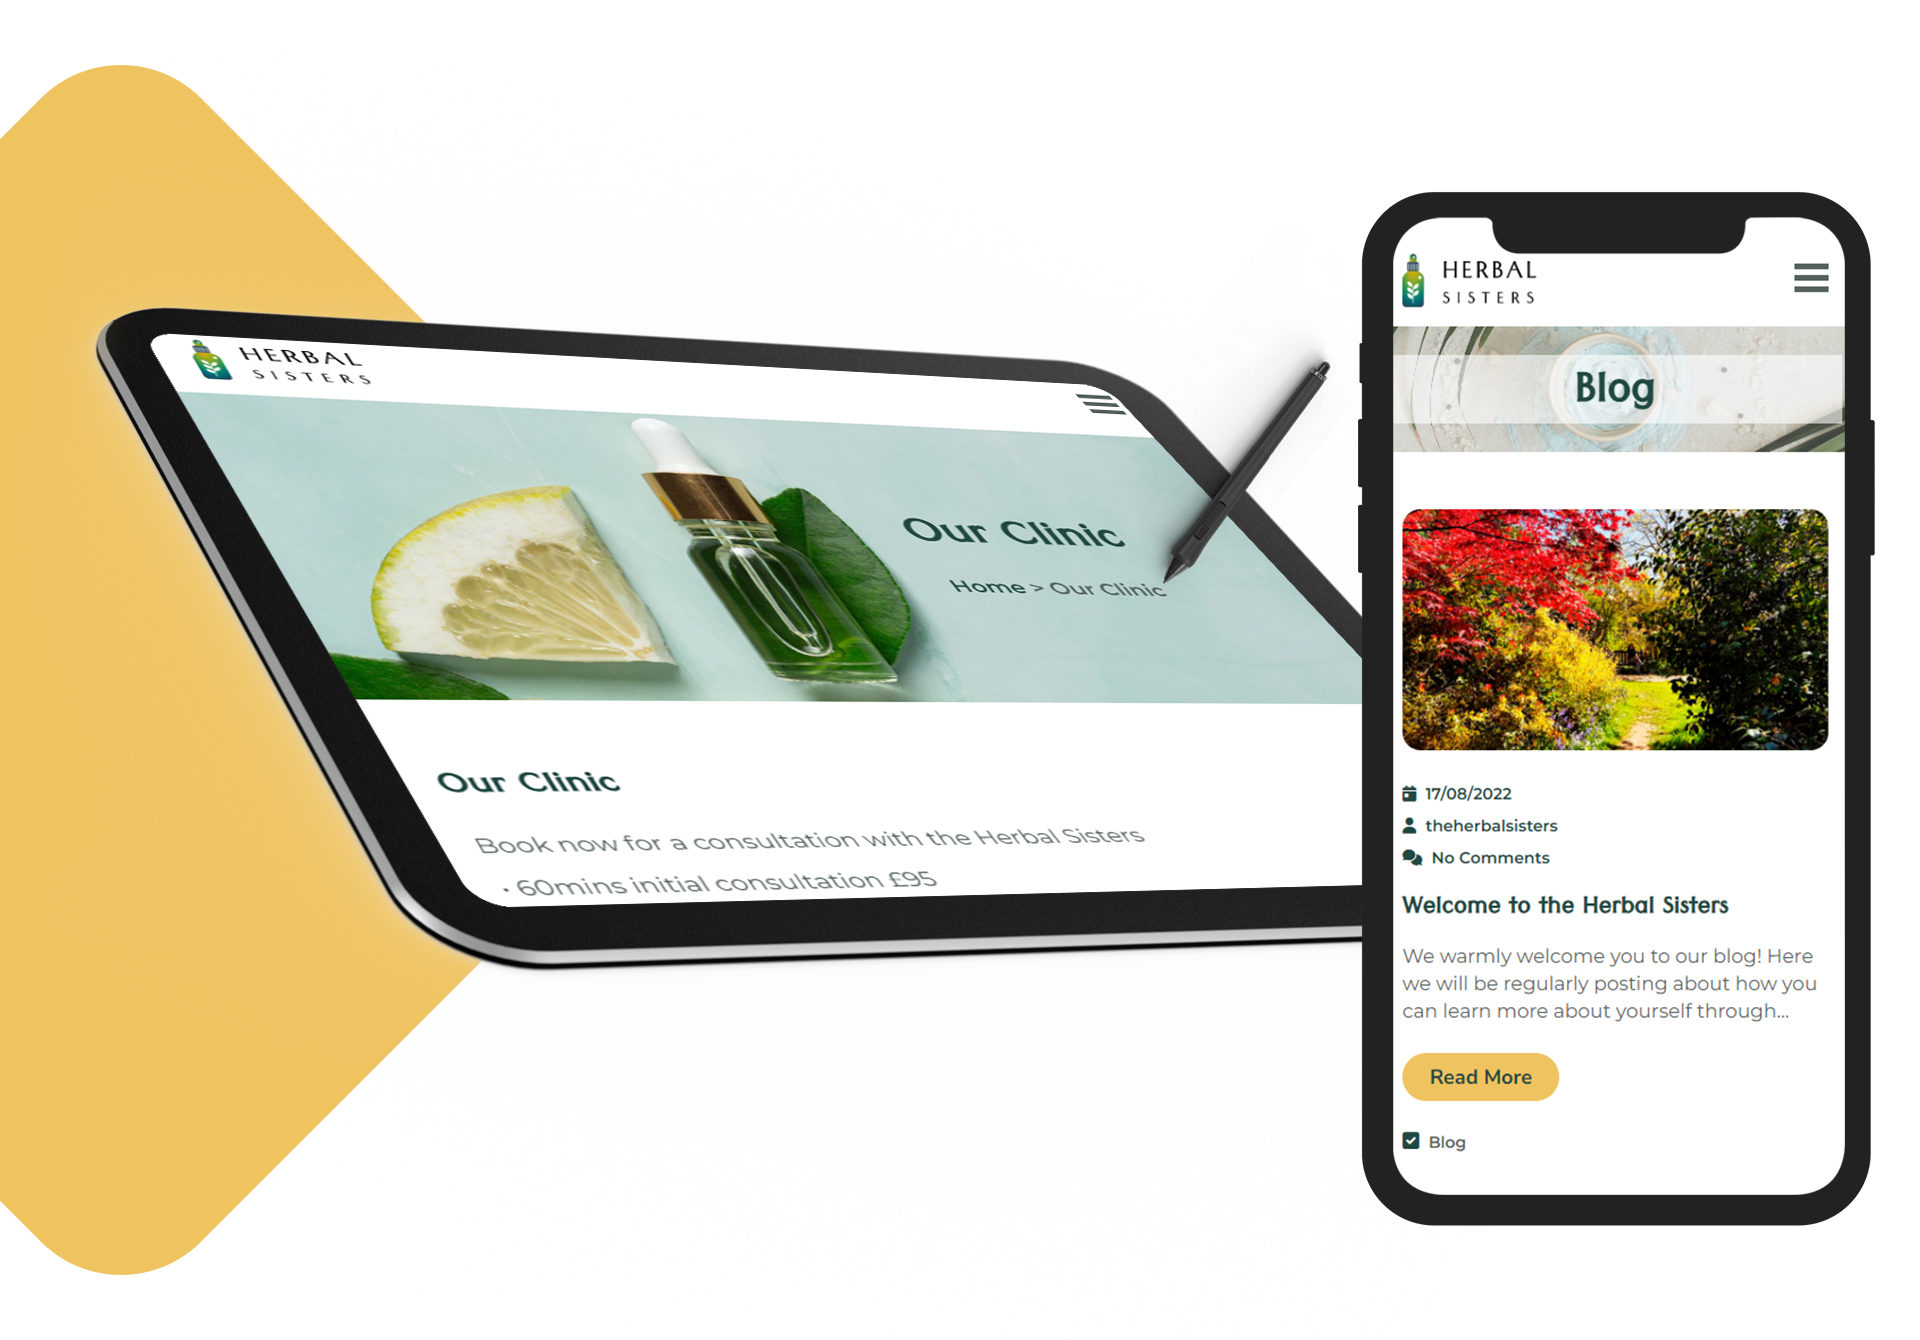 HERBAL
SISTERS
Our Clinic
Home > Our Clinic
Our Clinic
Book now for a consultation with the Herbal Sisters
• 60mins initial consultation £95
HERBAL
SISTERS
Blog
17/08/2022
theherbalsisters
No Comments
Welcome to the Herbal Sisters
We warmly welcome you to our blog! Here
we will be regularly posting about how you
can learn more about yourself through...
Read More
Blog